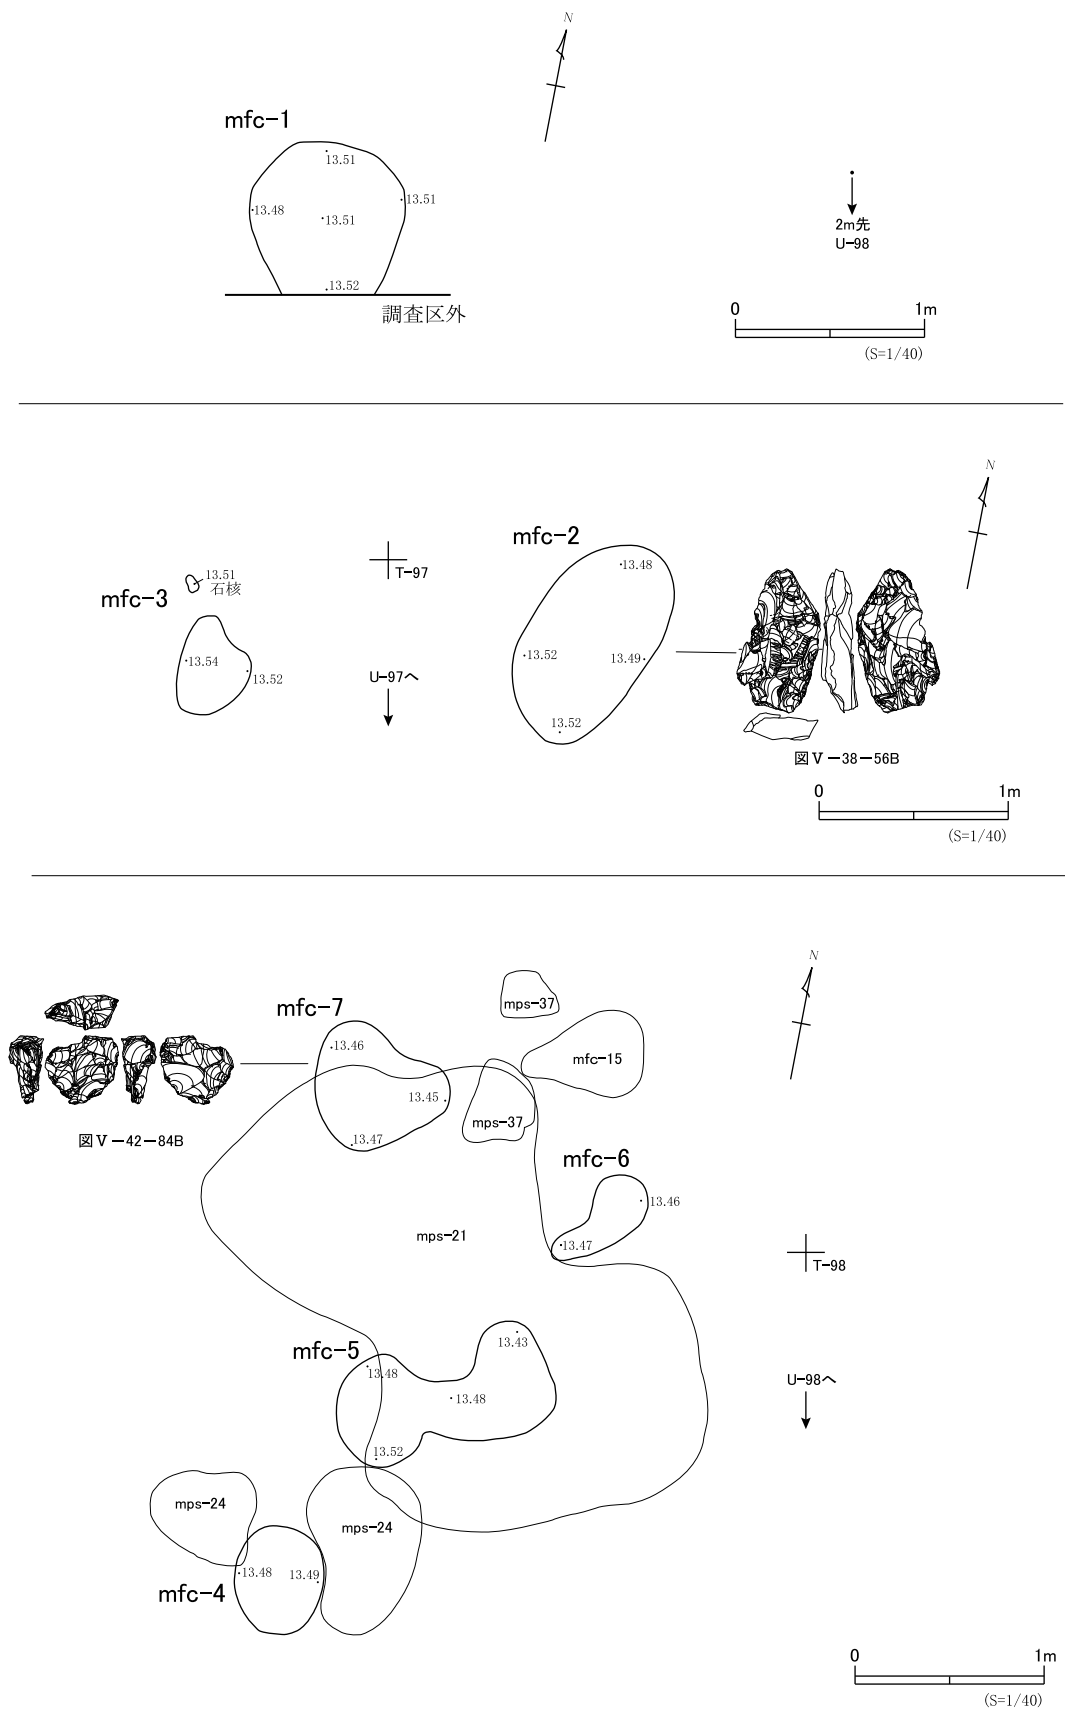 N
mfc-1
13.51
13.48
13.51
13.51
13.52
調査区外
2m先
U-98
0 1m
(S=1/40)
N
mfc-2
T-97
13.51
石核
mfc-3
13.48
13.54
13.52
U-97へ
13.52
13.49
13.52
図Ⅴ-38-56B
0 1m
(S=1/40)
N
mps-37
mfc-7
13.46
mfc-15
13.45
mps-37
13.47
図Ⅴ-42-84B
mfc-6
13.46
13.47
mps-21
T-98
13.43
mfc-5
13.48
13.48
13.52
U-98へ
mps-24
mps-24
13.48
13.49
mfc-4
0 1m
(S=1/40)